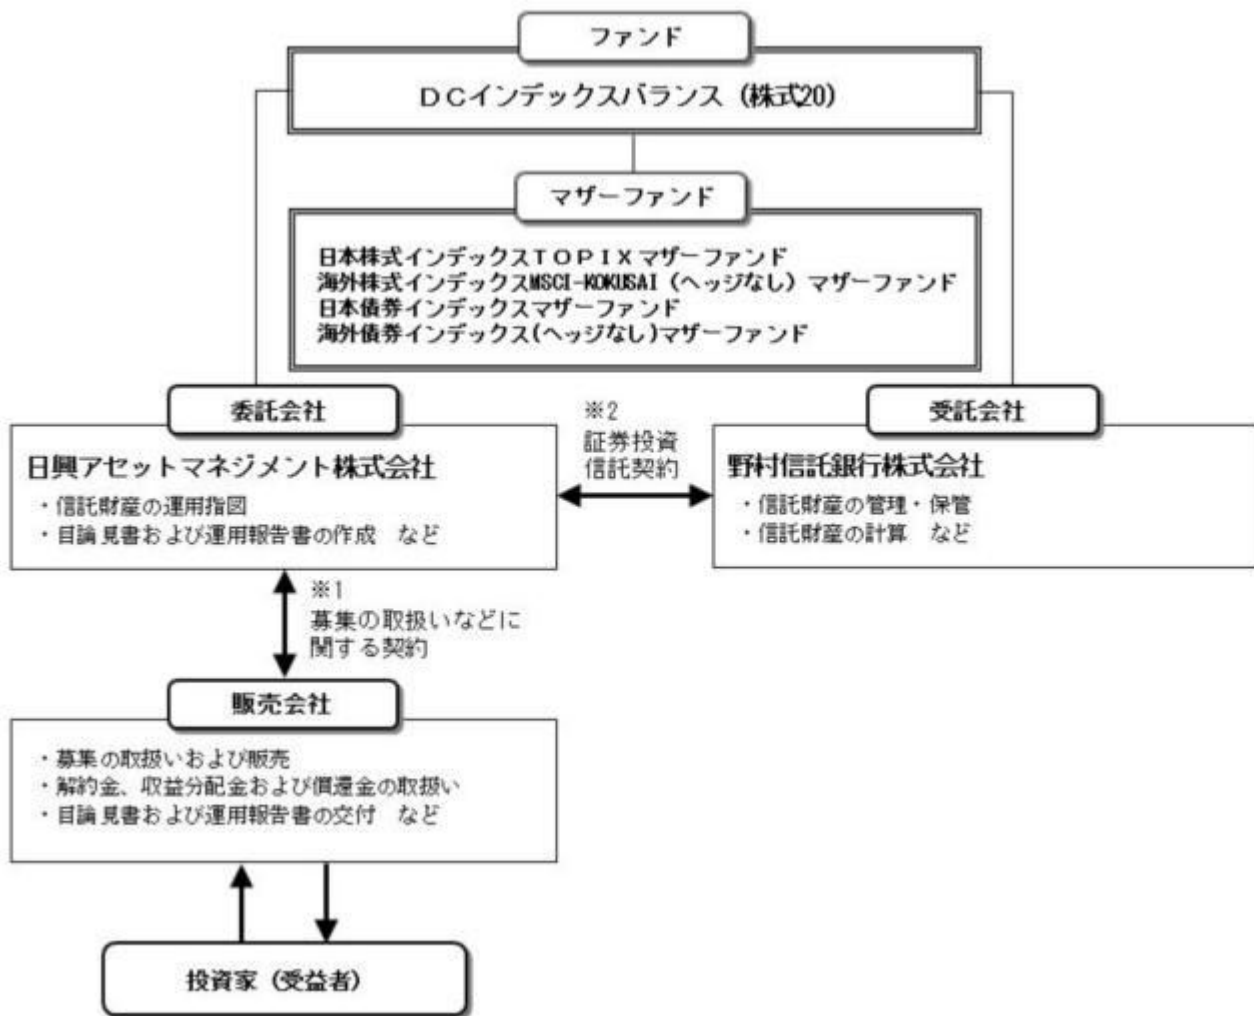 ファンド
DCインデックスバランス(株式20)
マザーファンド
日本株式インデックスTOPIXマザーファンド
海外株式インデックスMSCI-KOKUSAI(ヘッジなし)マザーファンド
日本債券インデックスマザーファンド
海外債券インデックス(ヘッジなし)マザーファンド
委託会社
日興アセットマネジメント株式会社
・信託財産の運用指図
・目論見書および運用報告書の作成 など
※2
証券投資
信託契約
受託会社
野村信託銀行株式会社
・信託財産の管理・保管
・信託財産の計算 など
※1
募集の取扱いなどに
関する契約
販売会社
・募集の取扱いおよび販売
・解約金、収益分配金および償還金の取扱い
・目論見書および運用報告書の交付 など
投資家(受益者)